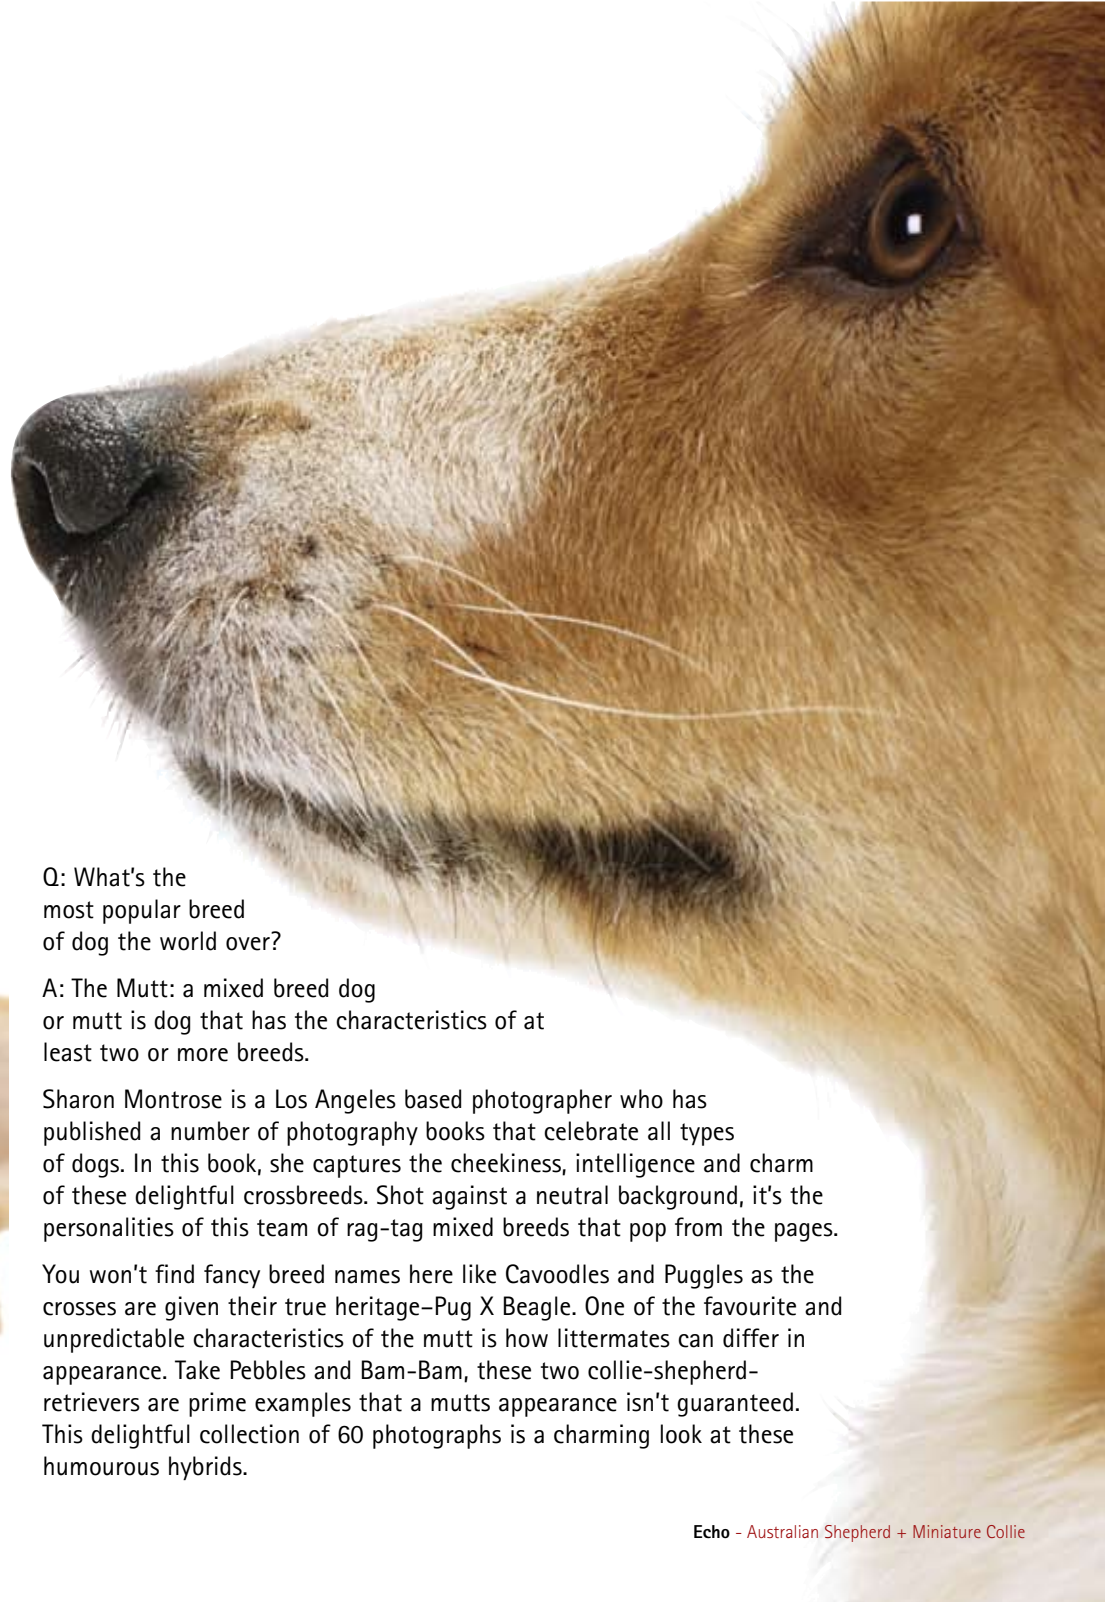 Q: What's the
most popular breed
of dog the world over?
A: The Mutt: a mixed breed dog
or mutt is dog that has the characteristics of at
least two or more breeds.
Sharon Montrose is a Los Angeles based photographer who has
published a number of photography books that celebrate all types
of dogs. In this book, she captures the cheekiness, intelligence and charm
of these delightful crossbreeds. Shot against a neutral background, it's the
personalities of this team of rag-tag mixed breeds that pop from the pages.
You won't find fancy breed names here like Cavoodles and Puggles as the
crosses are given their true heritage–Pug X Beagle. One of the favourite and
unpredictable characteristics of the mutt is how littermates can differ in
appearance. Take Pebbles and Bam-Bam, these two collie-shepherd-
retrievers are prime examples that a mutts appearance isn't guaranteed.
This delightful collection of 60 photographs is a charming look at these
humourous hybrids.
Echo - Australian Shepherd + Miniature Collie